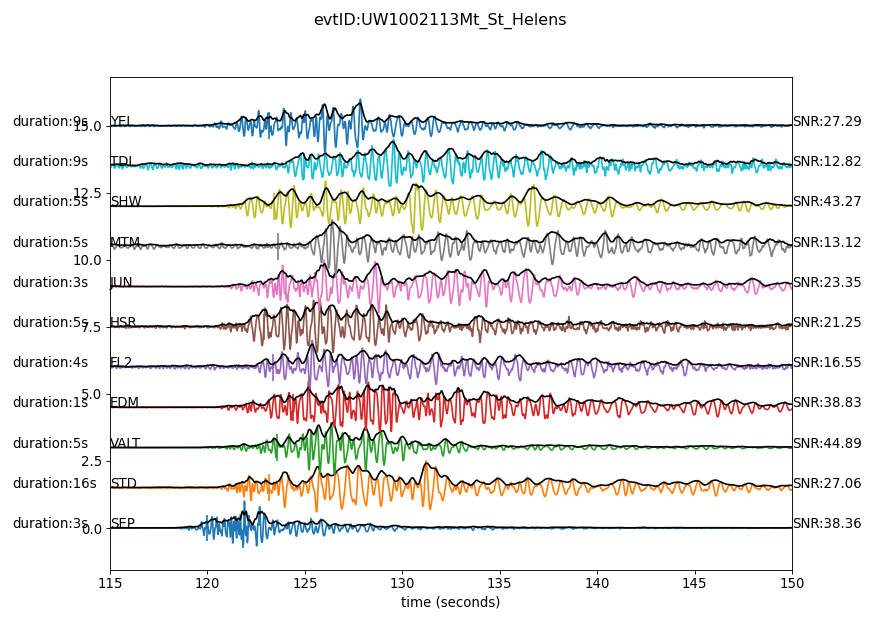 evtID:UW1002113Mt_St_Helens
duration:9s YEL SNR:27.29
15.0
duration:9s TDL SNR:12.82
12.5
duration:5s SHW SNR:43.27
duration:5s MTM SNR:13.12
10.0
duration:3s JUN SNR:23.35
duration:5s HSR SNR:21.25
7.5
duration:4s FL2 SNR:16.55
5.0
duration:1s EDM SNR:38.83
duration:5s VALT SNR:44.89
2.5
duration:16s STD SNR:27.06
duration:3s SEP SNR:38.36
0.0
115 120 125 130 135 140 145 150
time (seconds)